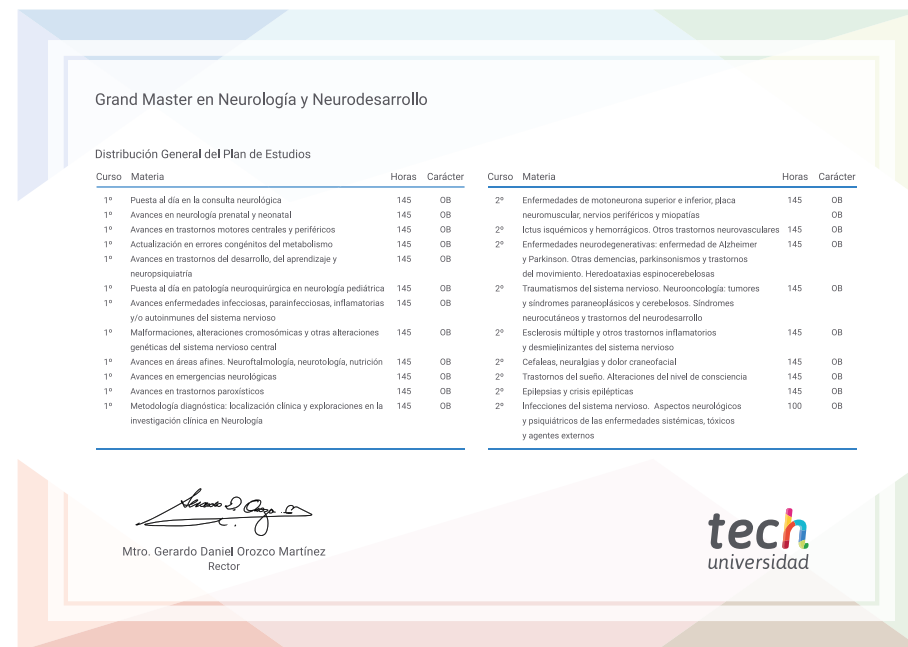 Grand Master en Neurología y Neurodesarrollo
Distribución General del Plan de Estudios
Curso Materia Horas Carácter
1º Puesta al día en la consulta neurológica 145 OB
1º Avances en neurología prenatal y neonatal 145 OB
1º Avances en trastornos motores centrales y periféricos 145 OB
1º Actualización en errores congénitos del metabolismo 145 OB
1º Avances en trastornos del desarrollo, del aprendizaje y 145 OB
neuropsiquiatría
1º Puesta al día en patología neuroquirúrgica en neurología pediátrica 145 OB
1º Avances enfermedades infecciosas, parainfecciosas, inflamatorias 145 OB
y/o autoinmunes del sistema nervioso
1º Malformaciones, alteraciones cromosómicas y otras alteraciones 145 OB
genéticas del sistema nervioso central
1º Avances en áreas afines. Neuroftalmología, neurotología, nutrición 145 OB
1º Avances en emergencias neurológicas 145 OB
1º Avances en trastornos paroxísticos 145 OB
1º Metodología diagnóstica: localización clínica y exploraciones en la 145 OB
investigación clínica en Neurología
Curso Materia Horas Carácter
2º Enfermedades de motoneurona superior e inferior, placa 145 OB
neuromuscular, nervios periféricos y miopatías OB
2º Ictus isquémicos y hemorrágicos. Otros trastornos neurovasculares 145 OB
2º Enfermedades neurodegenerativas: enfermedad de Alzheimer 145 OB
y Parkinson. Otras demencias, parkinsonismos y trastornos
del movimiento. Heredoataxias espinocerebelosas
2º Traumatismos del sistema nervioso. Neurooncología: tumores 145 OB
y síndromes paraneoplásicos y cerebelosos. Síndromes
neurocutáneos y trastornos del neurodesarrollo
2º Esclerosis múltiple y otros trastornos inflamatorios 145 OB
y desmielinizantes del sistema nervioso
2º Cefaleas, neuralgias y dolor craneofacial 145 OB
2º Trastornos del sueño. Alteraciones del nivel de consciencia 145 OB
2º Epilepsias y crisis epilépticas 145 OB
2º Infecciones del sistema nervioso. Aspectos neurológicos 100 OB
y psiquiátricos de las enfermedades sistémicas, tóxicos
y agentes externos
Mtro. Gerardo Daniel Orozco Martínez
Rector
tech
universidad